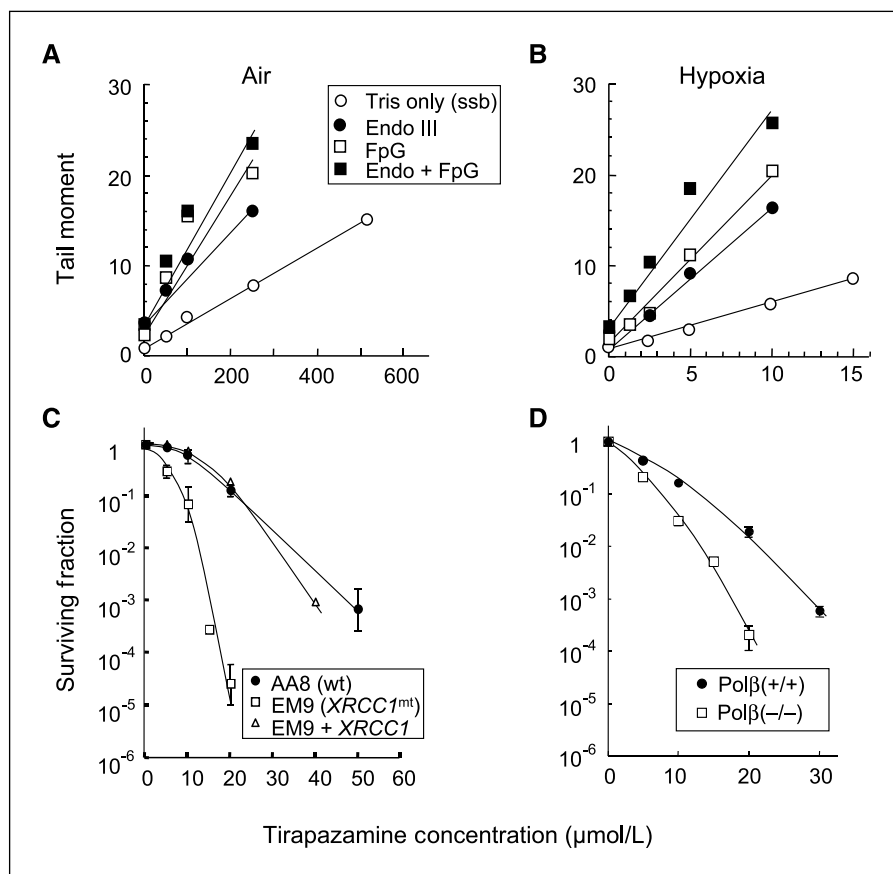 A
Air
B
Hypoxia
30
20
10
0
Tail moment
Tris only (ssb)
Endo III
FpG
Endo + FpG
0 200 400 600
30
20
10
0
0 5 10 15
C
D
1
10⁻¹
10⁻²
10⁻³
10⁻⁴
10⁻⁵
10⁻⁶
Surviving fraction
AA8 (wt)
EM9 (XRCC1ᵐᵗ)
EM9 + XRCC1
0 10 20 30 40 50 60
1
10⁻¹
10⁻²
10⁻³
10⁻⁴
10⁻⁵
10⁻⁶
Polβ(+/+)
Polβ(–/–)
0 10 20 30
Tirapazamine concentration (μmol/L)